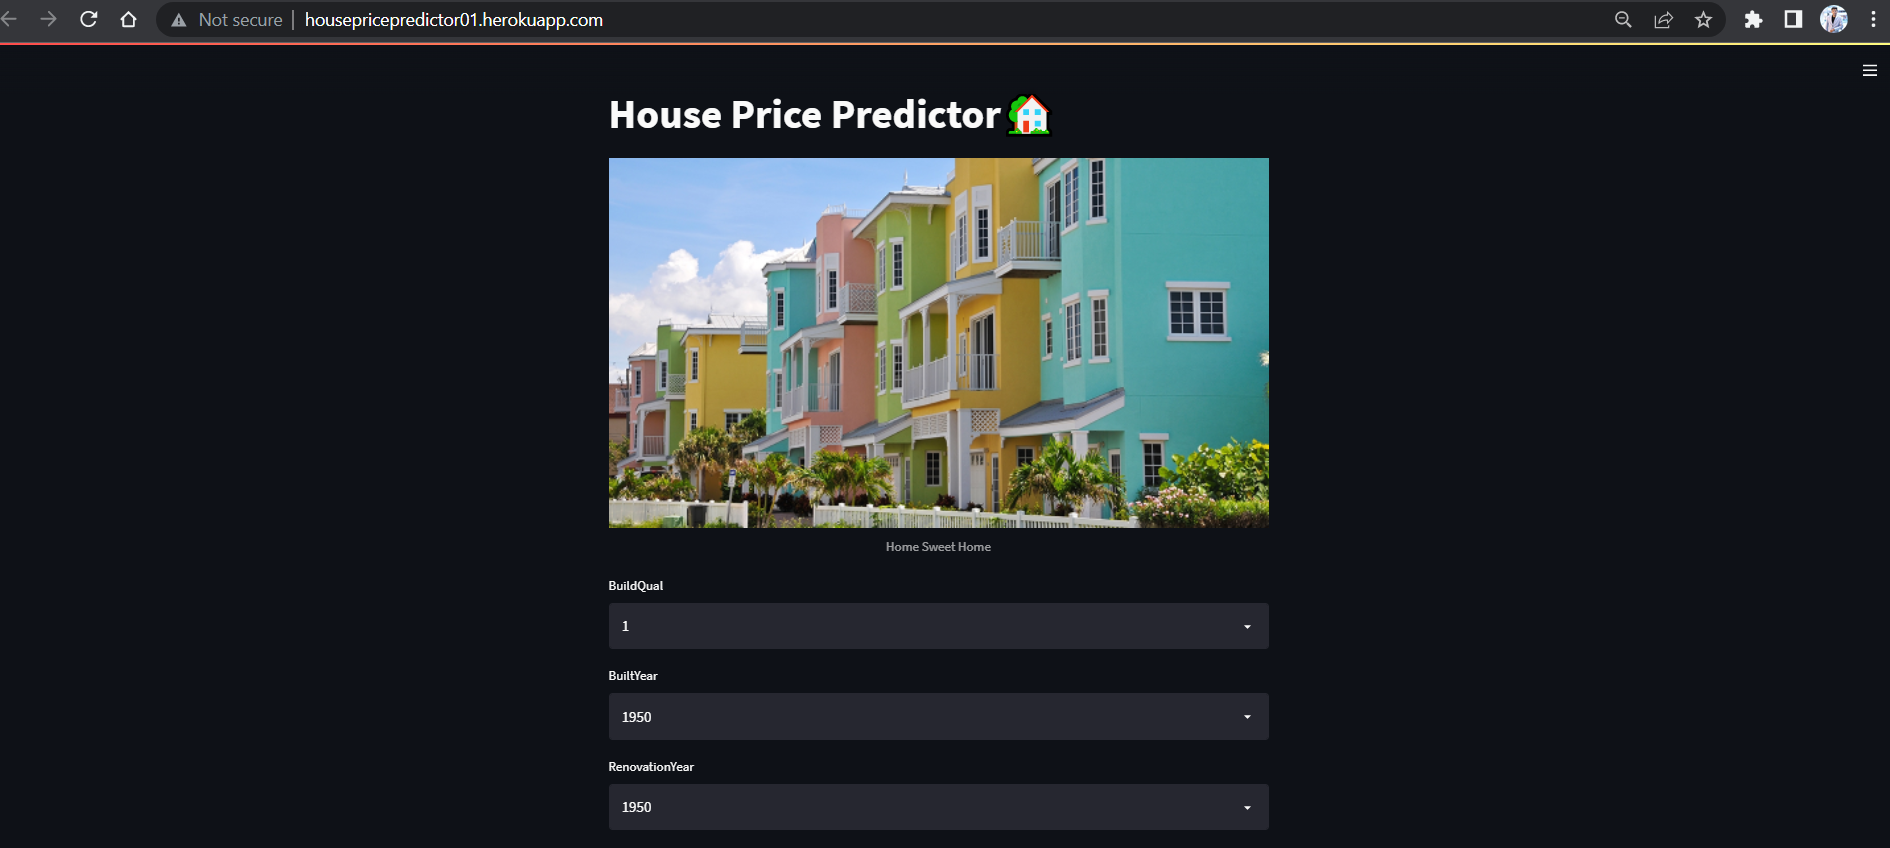 Not secure | housepricepredictor01.herokuapp.com
House Price Predictor🏡
Home Sweet Home
BuildQual
1
BuiltYear
1950
RenovationYear
1950